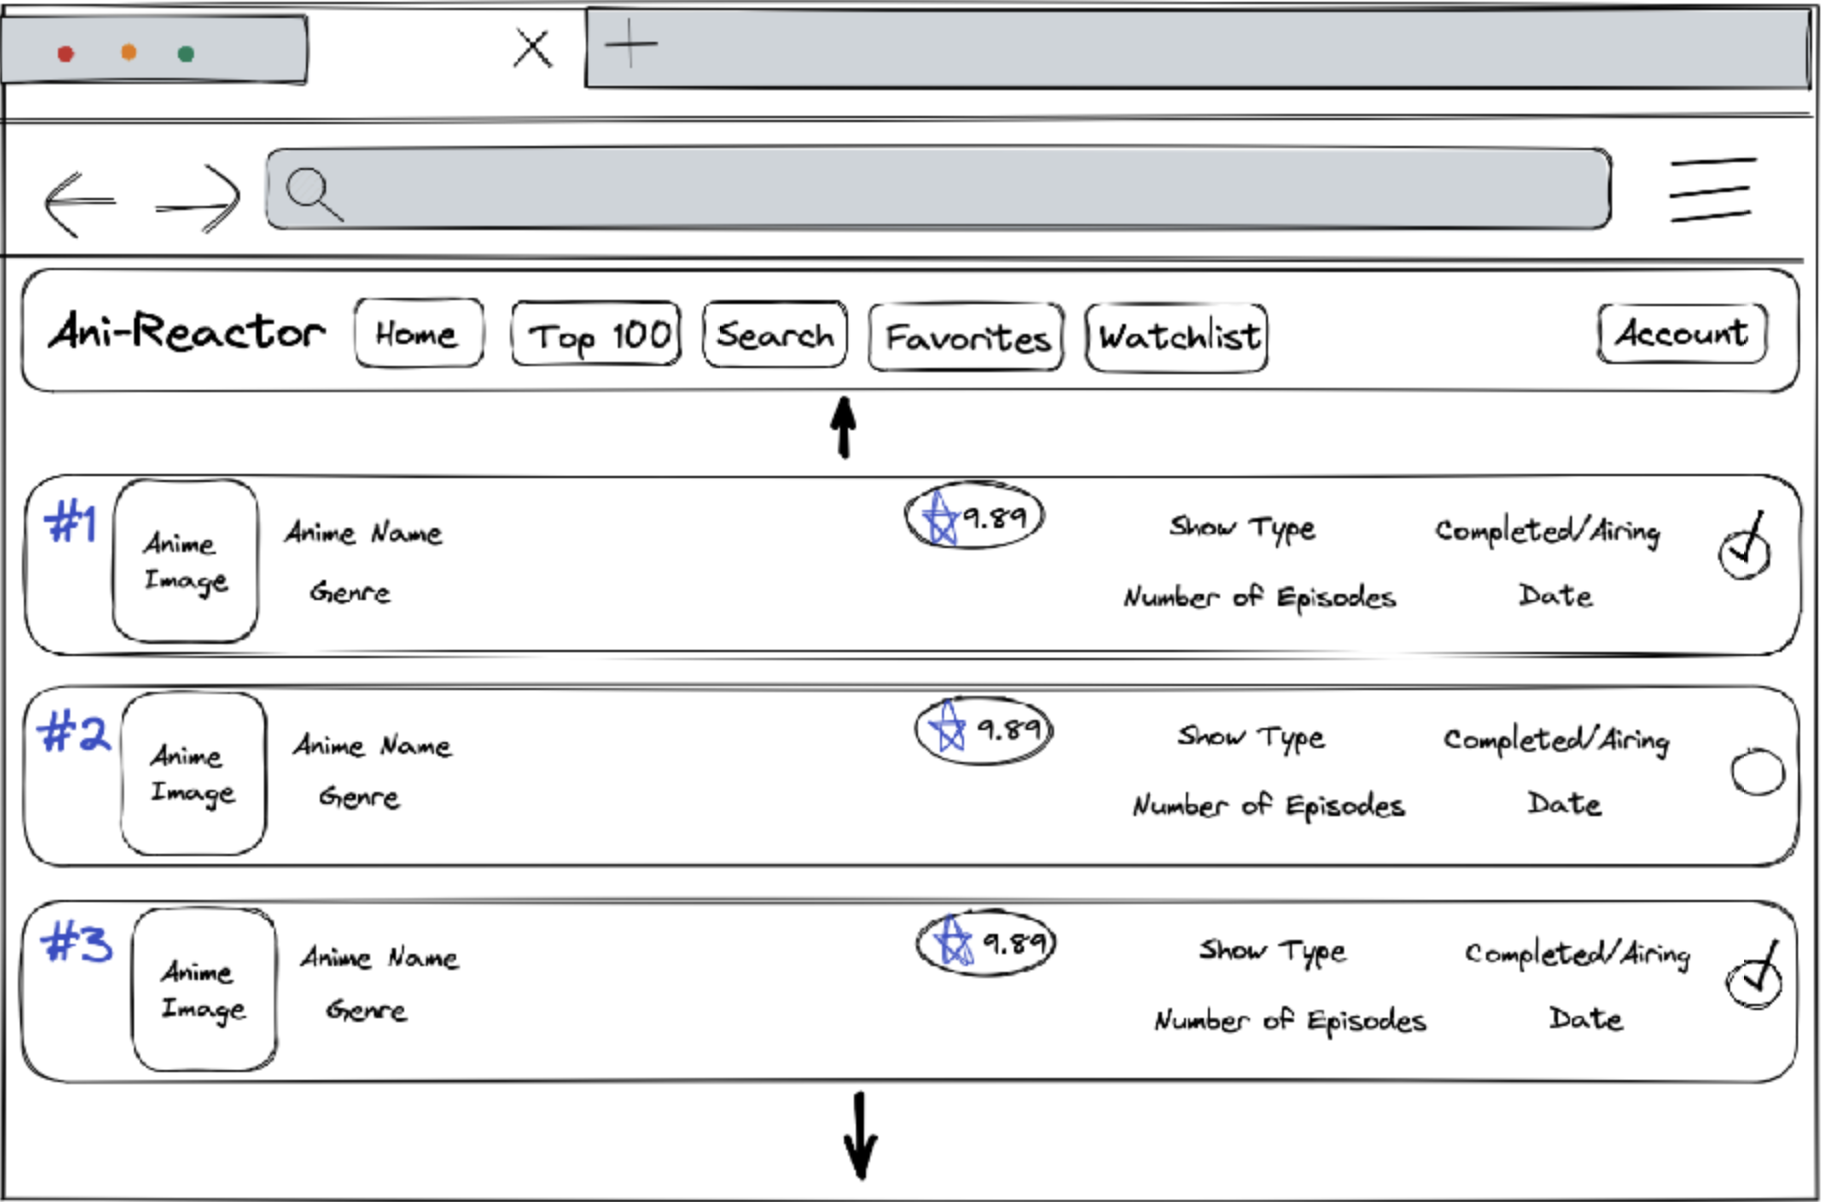 Ani-Reactor Home Top 100 Search Favorites Watchlist Account
#1 Anime Image Anime Name 9.89 Show Type Completed/Airing
Genre Number of Episodes Date
#2 Anime Image Anime Name 9.89 Show Type Completed/Airing
Genre Number of Episodes Date
#3 Anime Image Anime Name 9.89 Show Type Completed/Airing
Genre Number of Episodes Date